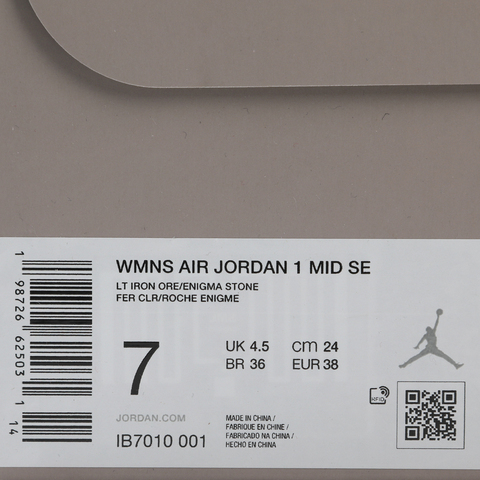 WMNS AIR JORDAN 1 MID SE
LT IRON ORE/ENIGMA STONE
FER CLR/ROCHE ENIGME
7
UK 4.5 CM 24
BR 36 EUR 38
JORDAN.COM
IB7010 001
MADE IN CHINA /
FABRIQUE EN CHINE /
FABRICADO NA CHINA /
HECHO EN CHINA
RFID
1 98726 62503 1 14